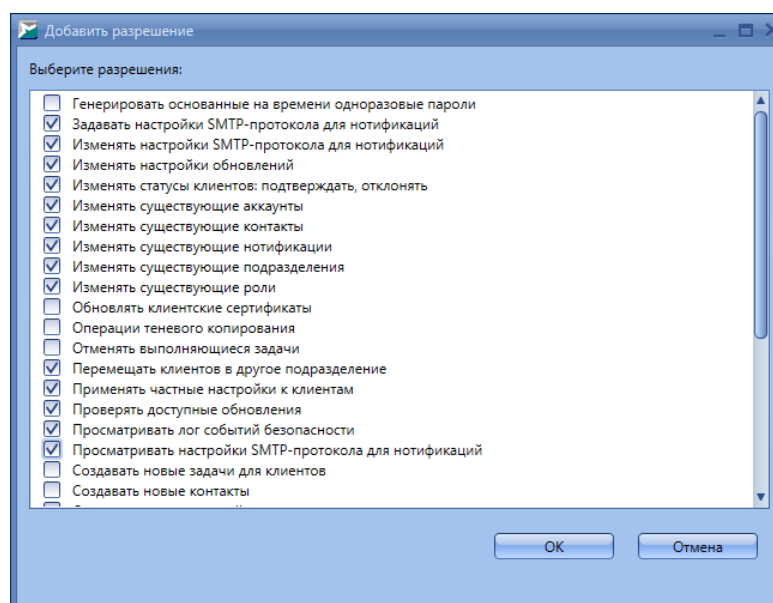 Добавить разрешение
Выберите разрешения:
Генерировать основанные на времени одноразовые пароли
Задавать настройки SMTP-протокола для нотификаций
Изменять настройки SMTP-протокола для нотификаций
Изменять настройки обновлений
Изменять статусы клиентов: подтверждать, отклонять
Изменять существующие аккаунты
Изменять существующие контакты
Изменять существующие нотификации
Изменять существующие подразделения
Изменять существующие роли
Обновлять клиентские сертификаты
Операции теневого копирования
Отменять выполняющиеся задачи
Перемещать клиентов в другое подразделение
Применять частные настройки к клиентам
Проверять доступные обновления
Просматривать лог событий безопасности
Просматривать настройки SMTP-протокола для нотификаций
Создавать новые задачи для клиентов
Создавать новые контакты
OK
Отмена